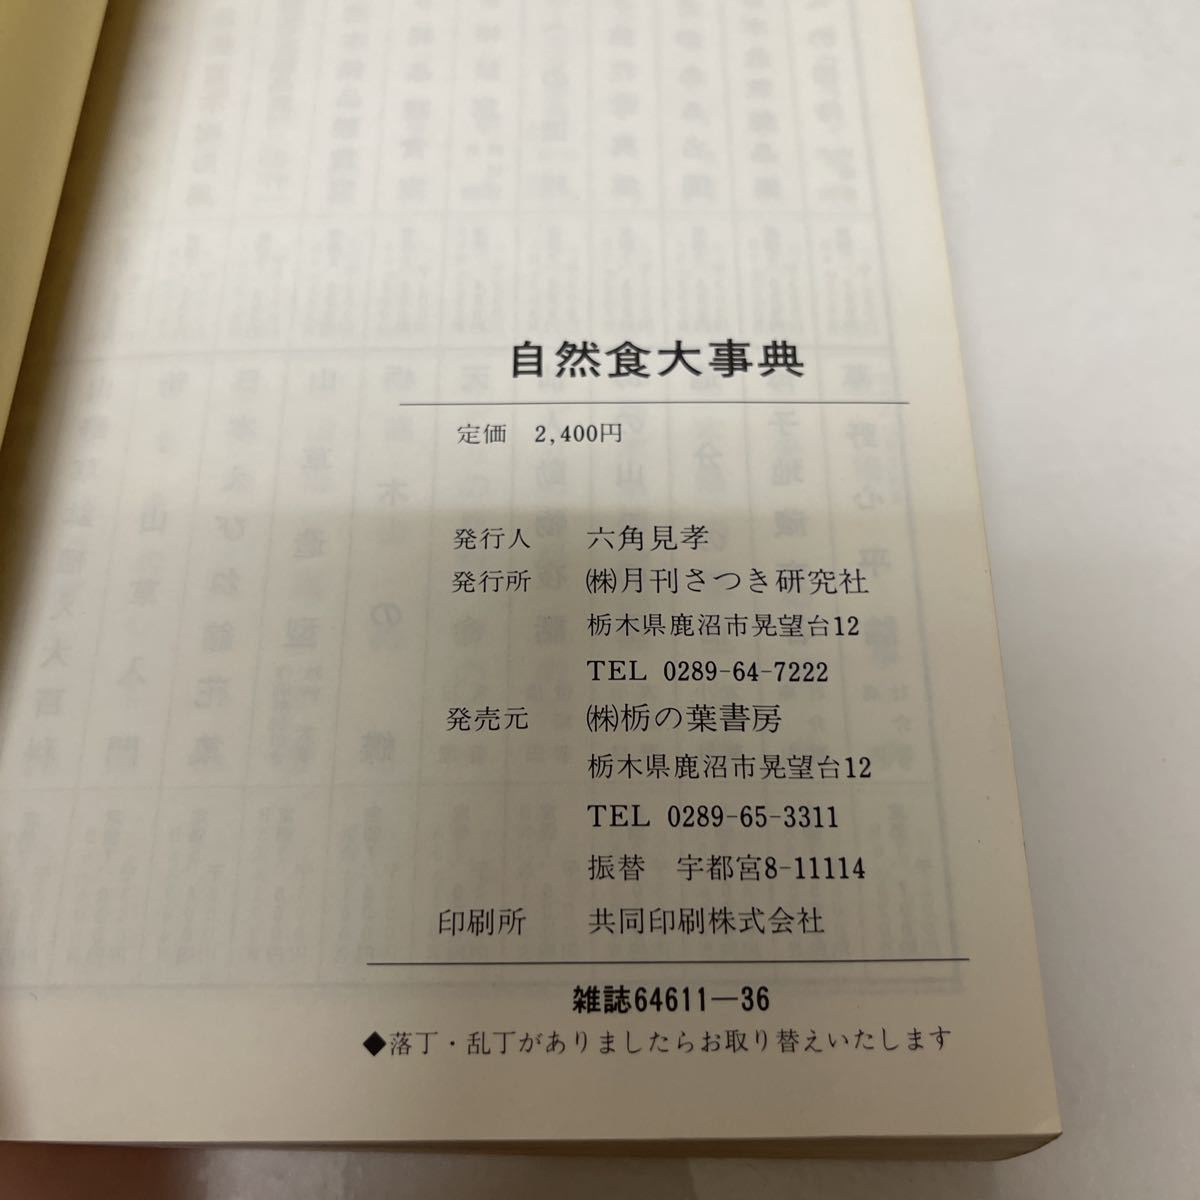 自然食大事典
定価　2,400円
発行人　六角見孝
発行所　㈱月刊さつき研究社
栃木県鹿沼市晃望台12
TEL 0289-64-7222
発売元　㈱栃の葉書房
栃木県鹿沼市晃望台12
TEL 0289-65-3311
振替　宇都宮8-11114
印刷所　共同印刷株式会社
雑誌64611—36
◆落丁・乱丁がありましたらお取り替えいたします